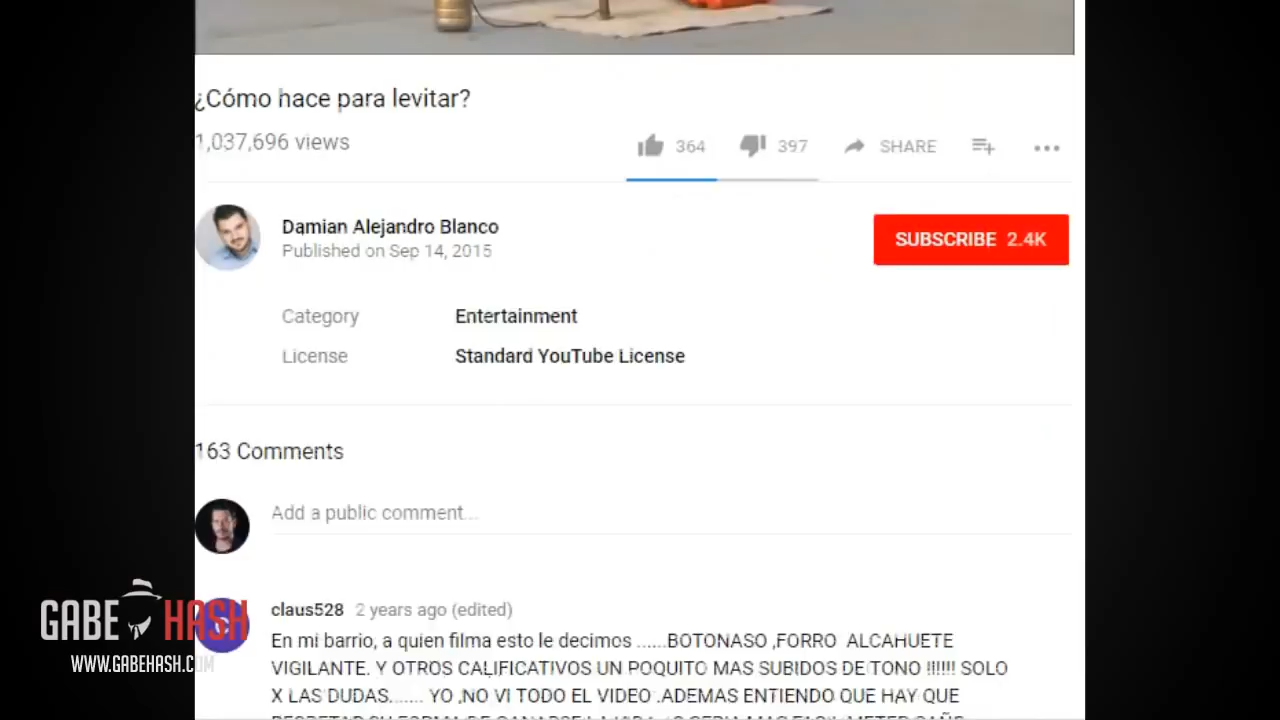 ¿Cómo hace para levitar?
1,037,696 views
364 397 SHARE
Damian Alejandro Blanco
Published on Sep 14, 2015
SUBSCRIBE 2.4K
Category Entertainment
License Standard YouTube License
163 Comments
Add a public comment...
claus528 2 years ago (edited)
En mi barrio, a quien filma esto le decimos ......BOTONASO ,FORRO ALCAHUETE
VIGILANTE. Y OTROS CALIFICATIVOS UN POQUITO MAS SUBIDOS DE TONO !!!!!! SOLO
X LAS DUDAS....... YO ,NO VI TODO EL VIDEO .ADEMAS ENTIENDO QUE HAY QUE
GABE HASH
WWW.GABEHASH.COM